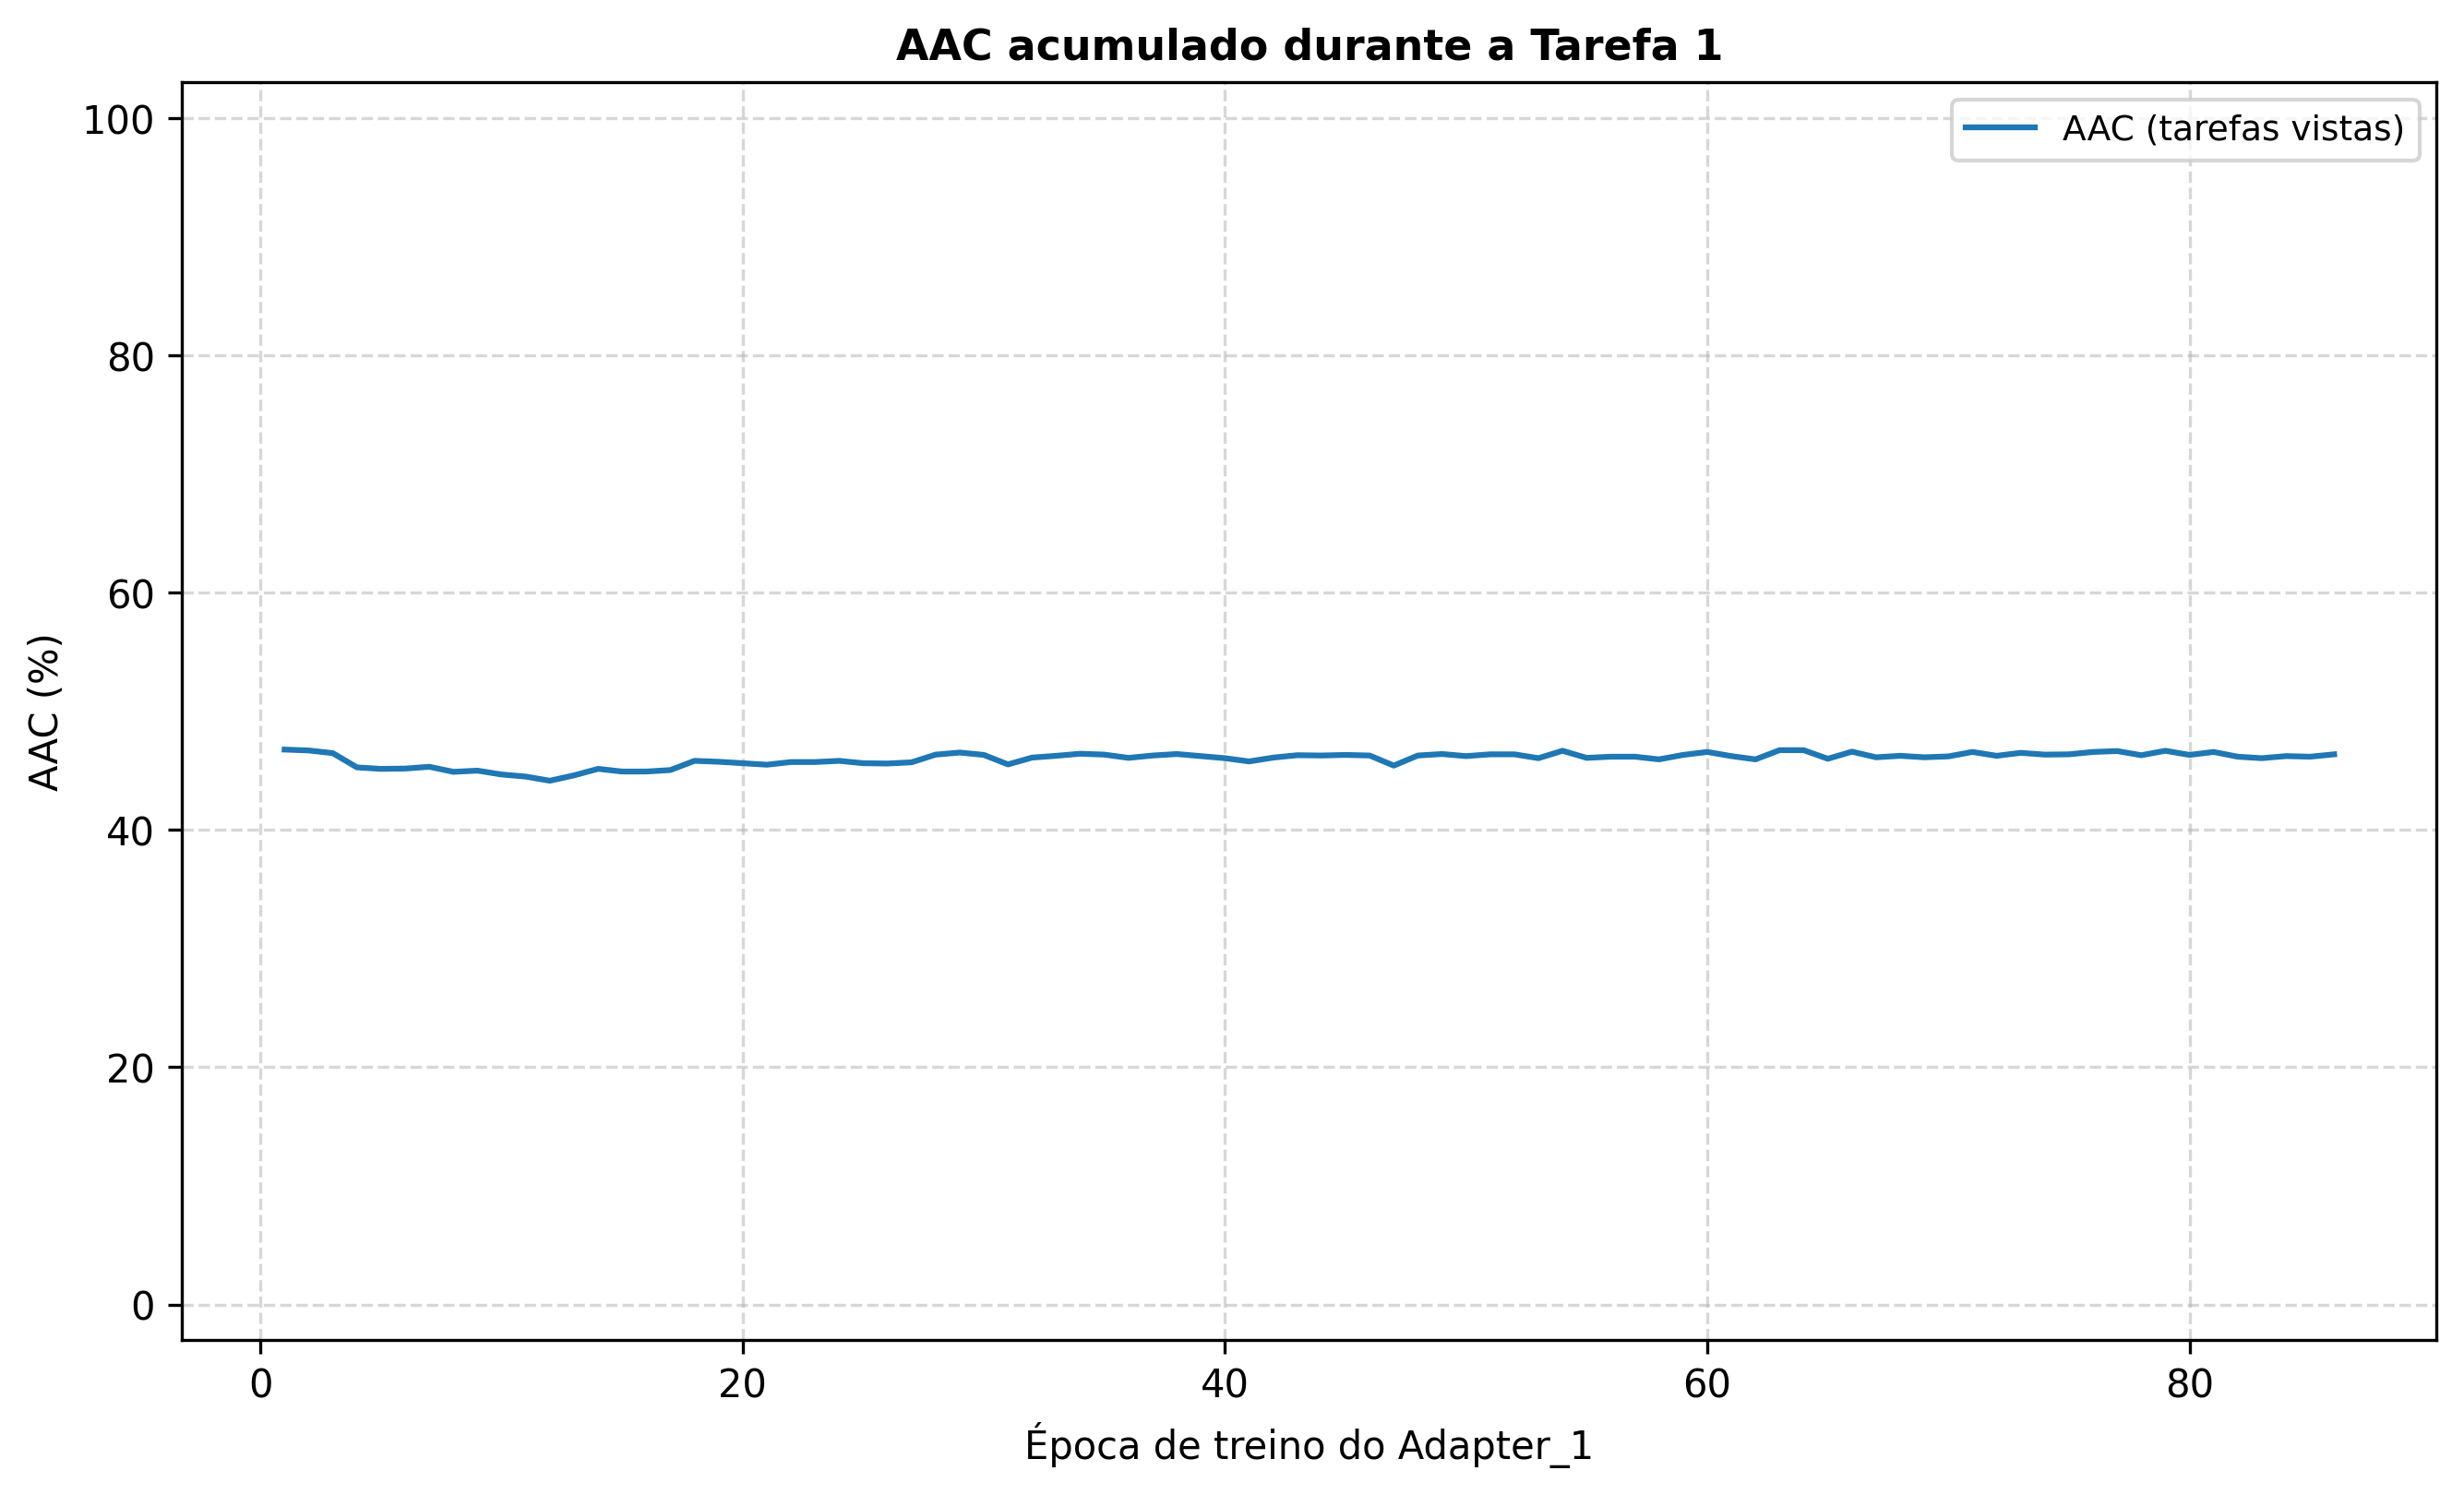 AAC acumulado durante a Tarefa 1
AAC (tarefas vistas)
AAC (%)
100
80
60
40
20
0
0 20 40 60 80
Época de treino do Adapter_1